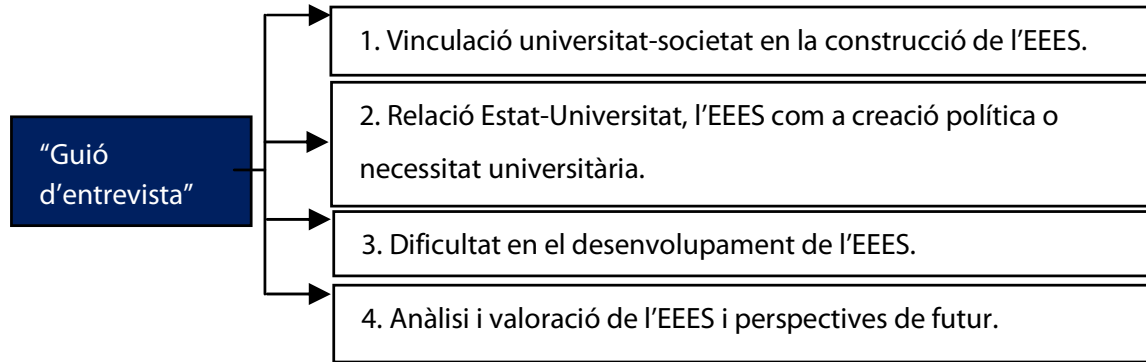 “Guió
d’entrevista”
1. Vinculació universitat-societat en la construcció de l’EEES.
2. Relació Estat-Universitat, l’EEES com a creació política o
necessitat universitària.
3. Dificultat en el desenvolupament de l’EEES.
4. Anàlisi i valoració de l’EEES i perspectives de futur.